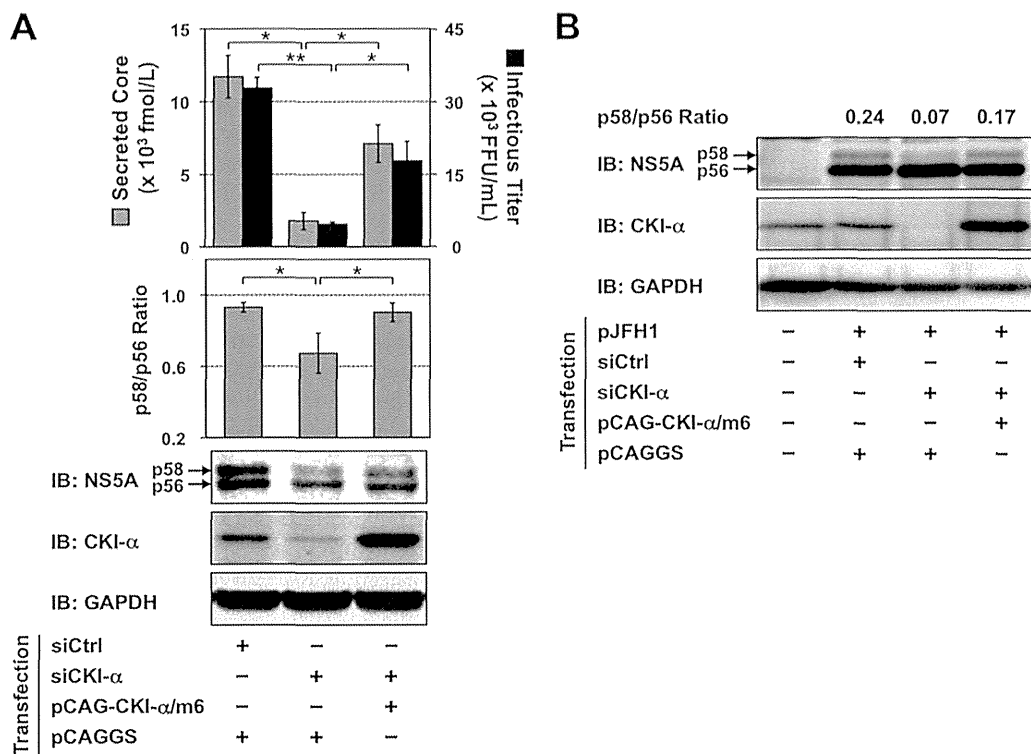 A
Secreted Core
(x 10³ fmol/L)
15
10
5
0
* *
** *
45
30
15
0
Infectious Titer
(x 10³ FFU/mL)
p58/p56 Ratio
1.0
0.6
0.2
* *
IB: NS5A
p58
p56
IB: CKI-α
IB: GAPDH
Transfection
siCtrl + – –
siCKI-α – + +
pCAG-CKI-α/m6 – – +
pCAGGS + + –
B
p58/p56 Ratio 0.24 0.07 0.17
IB: NS5A
p58
p56
IB: CKI-α
IB: GAPDH
Transfection
pJFH1 – + + +
siCtrl – + – –
siCKI-α – – + +
pCAG-CKI-α/m6 – – – +
pCAGGS – + + –